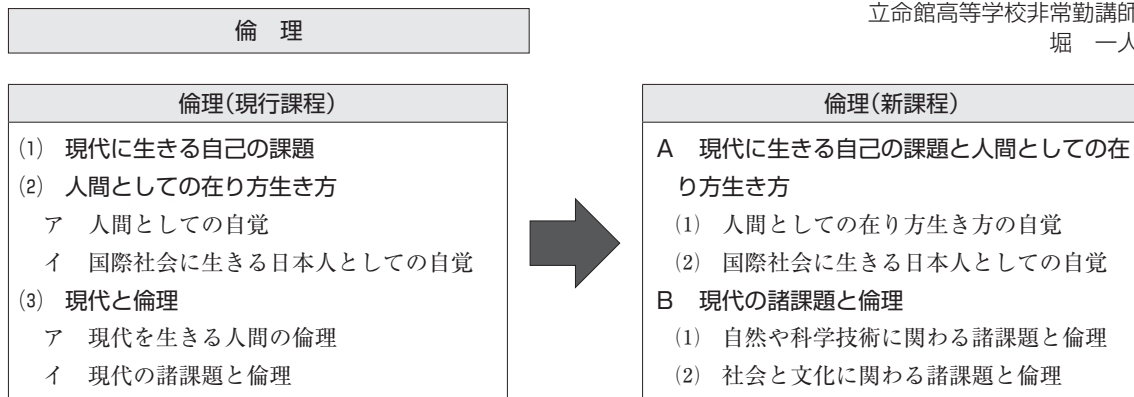 倫 理
立命館高等学校非常勤講師
堀 一人
倫理(現行課程)
⑴ 現代に生きる自己の課題
⑵ 人間としての在り方生き方
ア 人間としての自覚
イ 国際社会に生きる日本人としての自覚
⑶ 現代と倫理
ア 現代を生きる人間の倫理
イ 現代の諸課題と倫理
倫理(新課程)
A 現代に生きる自己の課題と人間としての在
り方生き方
⑴ 人間としての在り方生き方の自覚
⑵ 国際社会に生きる日本人としての自覚
B 現代の諸課題と倫理
⑴ 自然や科学技術に関わる諸課題と倫理
⑵ 社会と文化に関わる諸課題と倫理